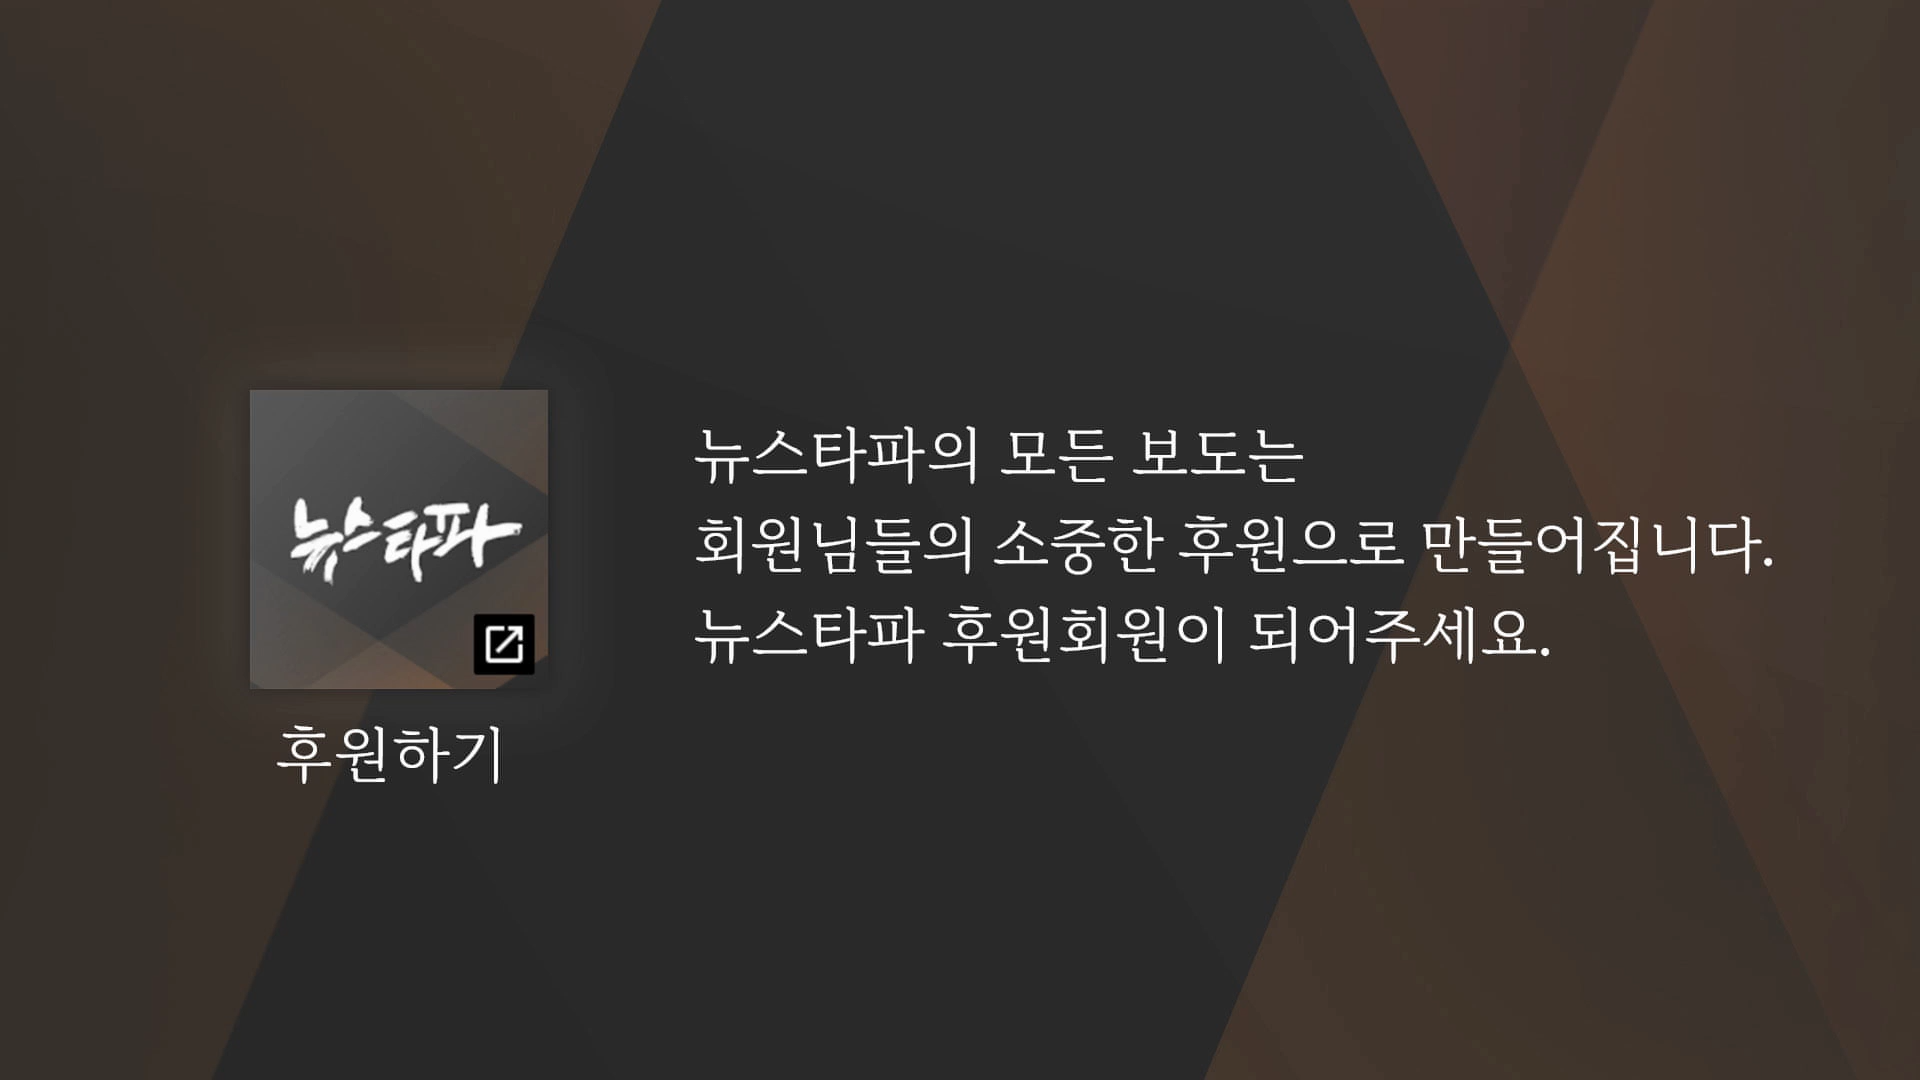 뉴스타파
후원하기
뉴스타파의 모든 보도는
회원님들의 소중한 후원으로 만들어집니다.
뉴스타파 후원회원이 되어주세요.